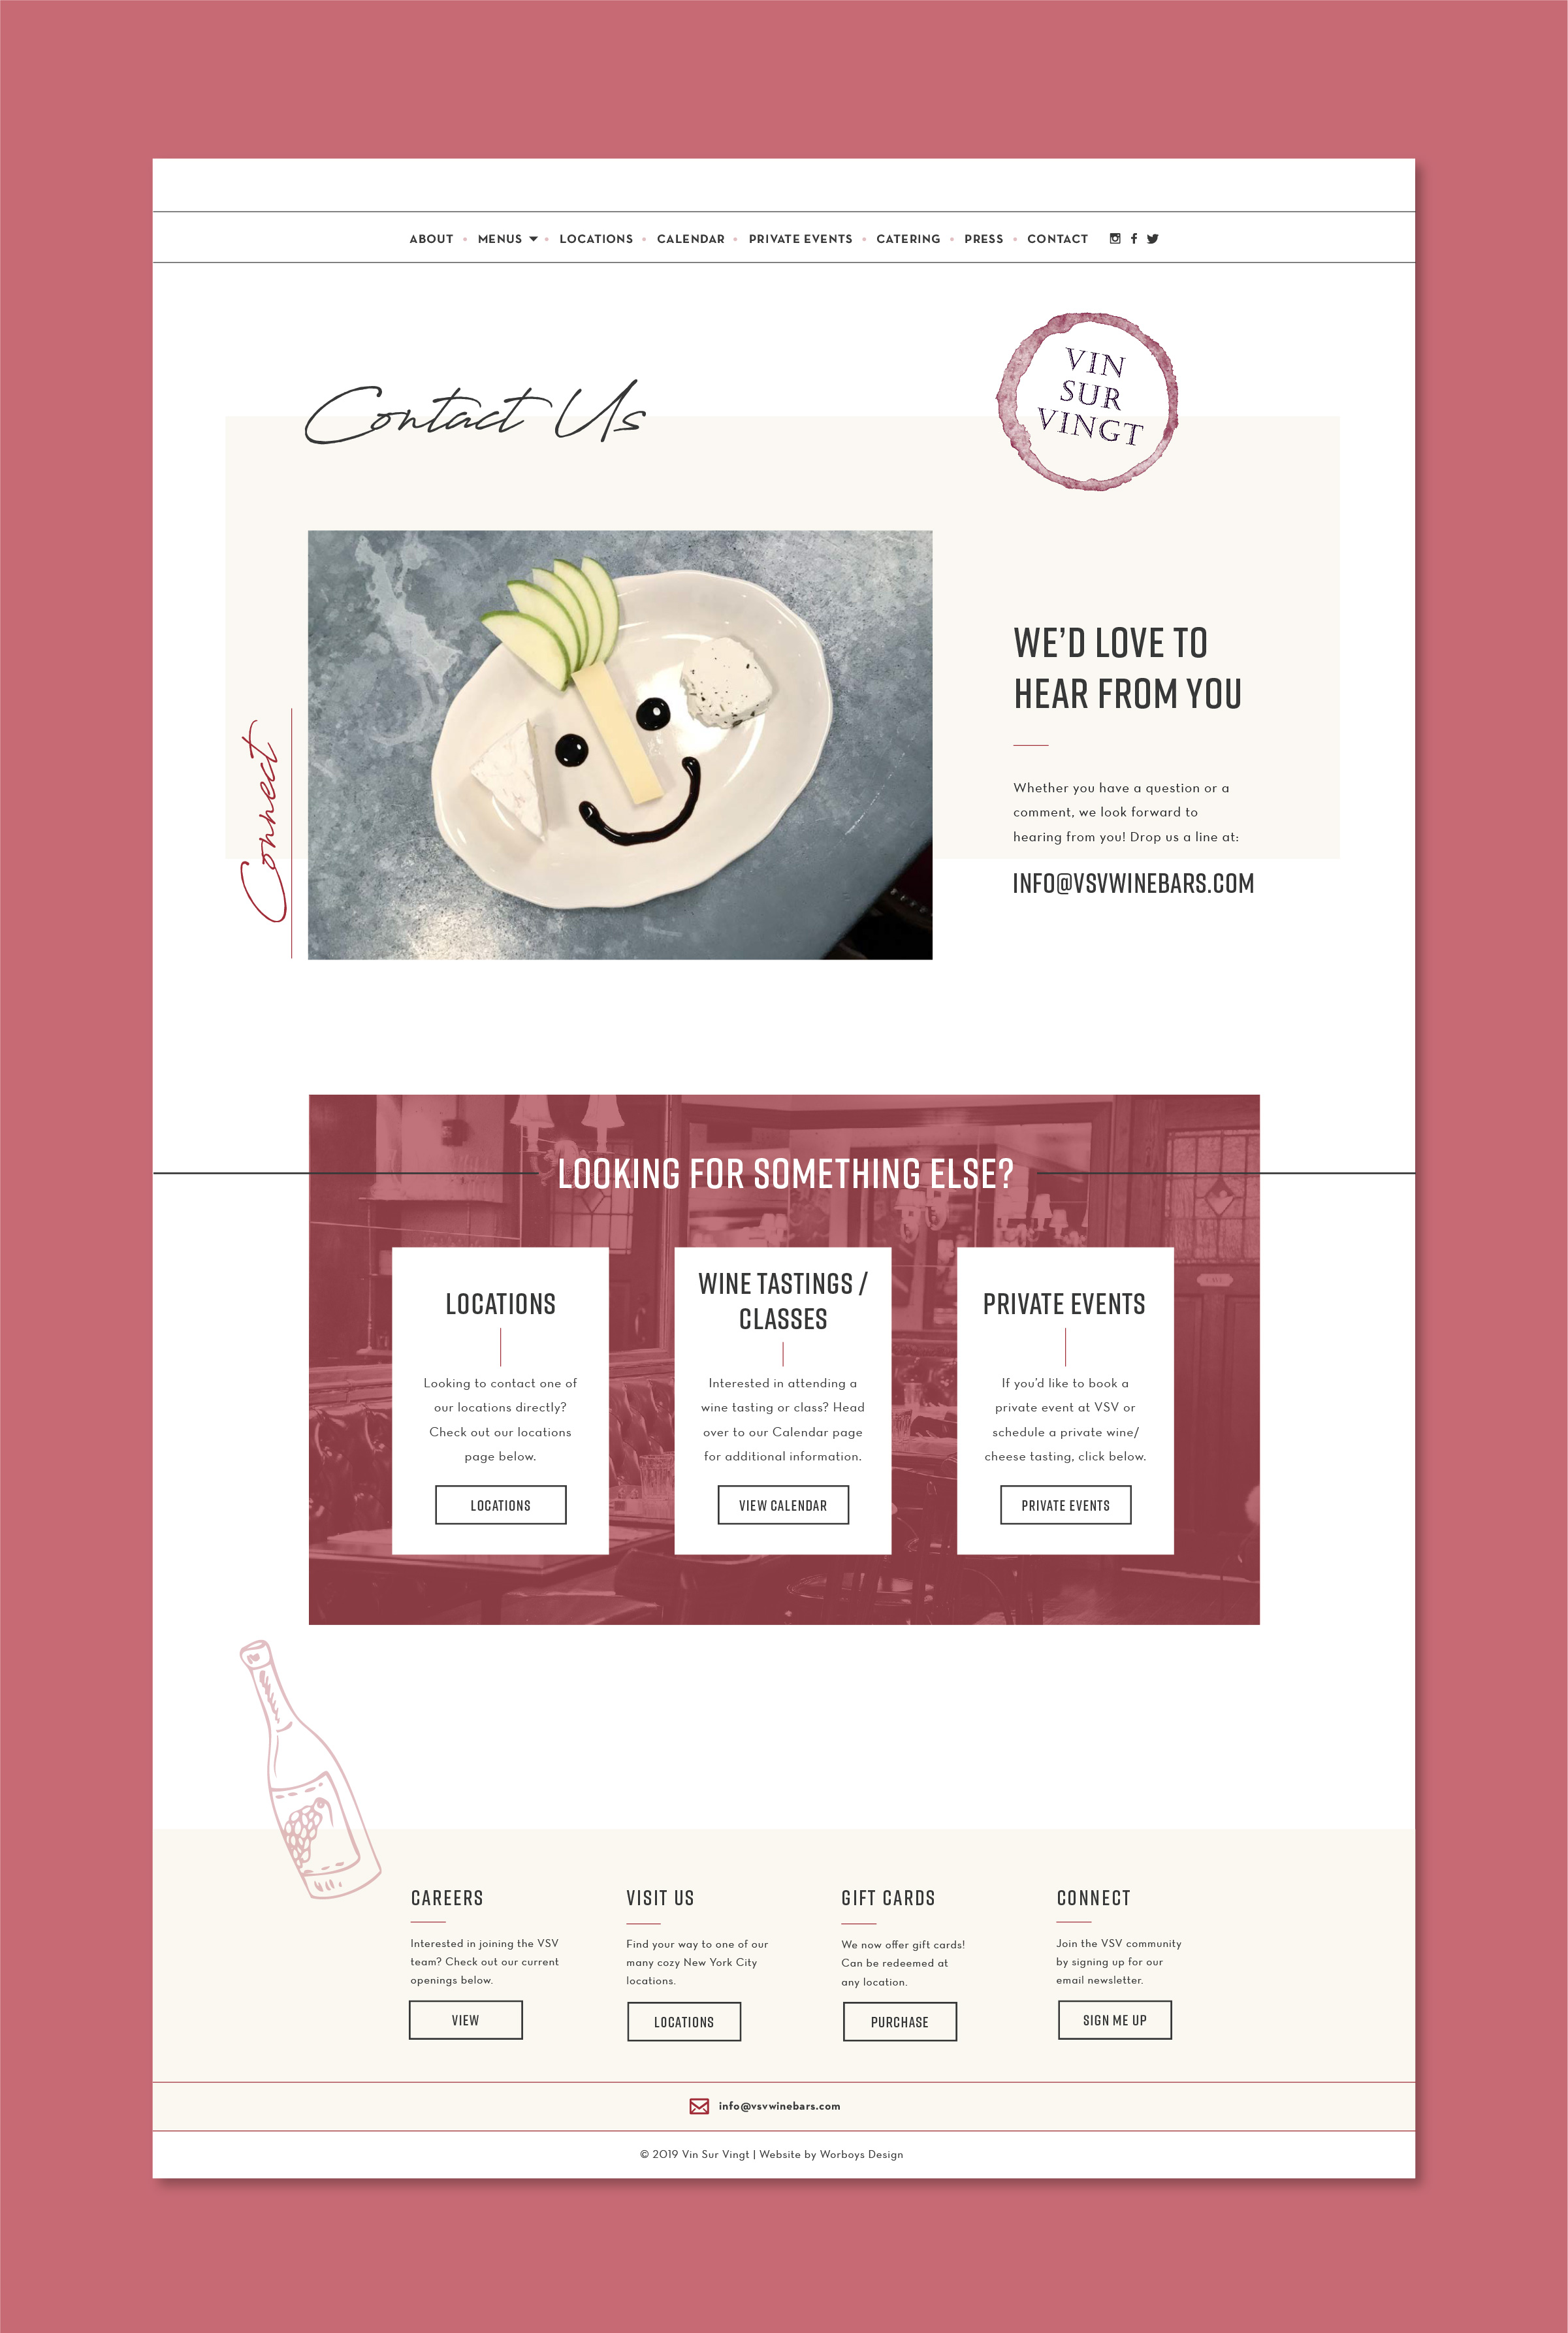 ABOUT • MENUS • LOCATIONS • CALENDAR • PRIVATE EVENTS • CATERING • PRESS • CONTACT
VIN
SUR
VINGT
Contact Us
Connect
WE'D LOVE TO
HEAR FROM YOU
Whether you have a question or a
comment, we look forward to
hearing from you! Drop us a line at:
INFO@VSVWINEBARS.COM
LOOKING FOR SOMETHING ELSE?
LOCATIONS
Looking to contact one of
our locations directly?
Check out our locations
page below.
LOCATIONS
WINE TASTINGS /
CLASSES
Interested in attending a
wine tasting or class? Head
over to our Calendar page
for additional information.
VIEW CALENDAR
PRIVATE EVENTS
If you'd like to book a
private event at VSV or
schedule a private wine/
cheese tasting, click below.
PRIVATE EVENTS
CAREERS
Interested in joining the VSV
team? Check out our current
openings below.
VIEW
VISIT US
Find your way to one of our
many cozy New York City
locations.
LOCATIONS
GIFT CARDS
We now offer gift cards!
Can be redeemed at
any location.
PURCHASE
CONNECT
Join the VSV community
by signing up for our
email newsletter.
SIGN ME UP
info@vsvwinebars.com
© 2019 Vin Sur Vingt | Website by Worboys Design